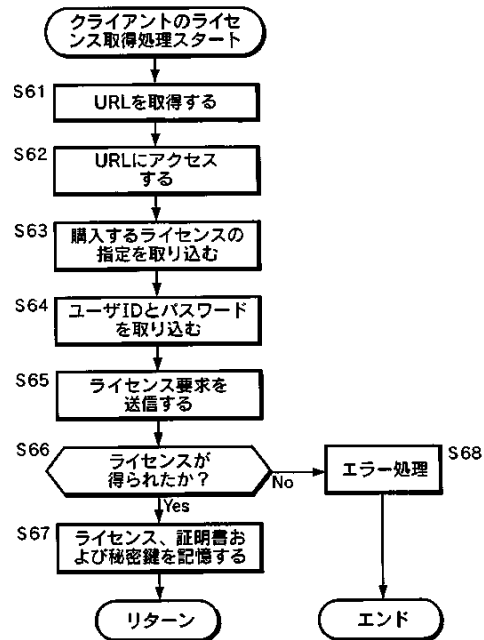 クライアントのライセ
ンス取得処理スタート
S61
URLを取得する
S62
URLにアクセス
する
S63
購入するライセンスの
指定を取り込む
S64
ユーザIDとパスワード
を取り込む
S65
ライセンス要求を
送信する
S66
ライセンスが
得られたか?
No
S68
エラー処理
Yes
S67
ライセンス、証明書お
よび秘密鍵を記憶する
リターン
エンド